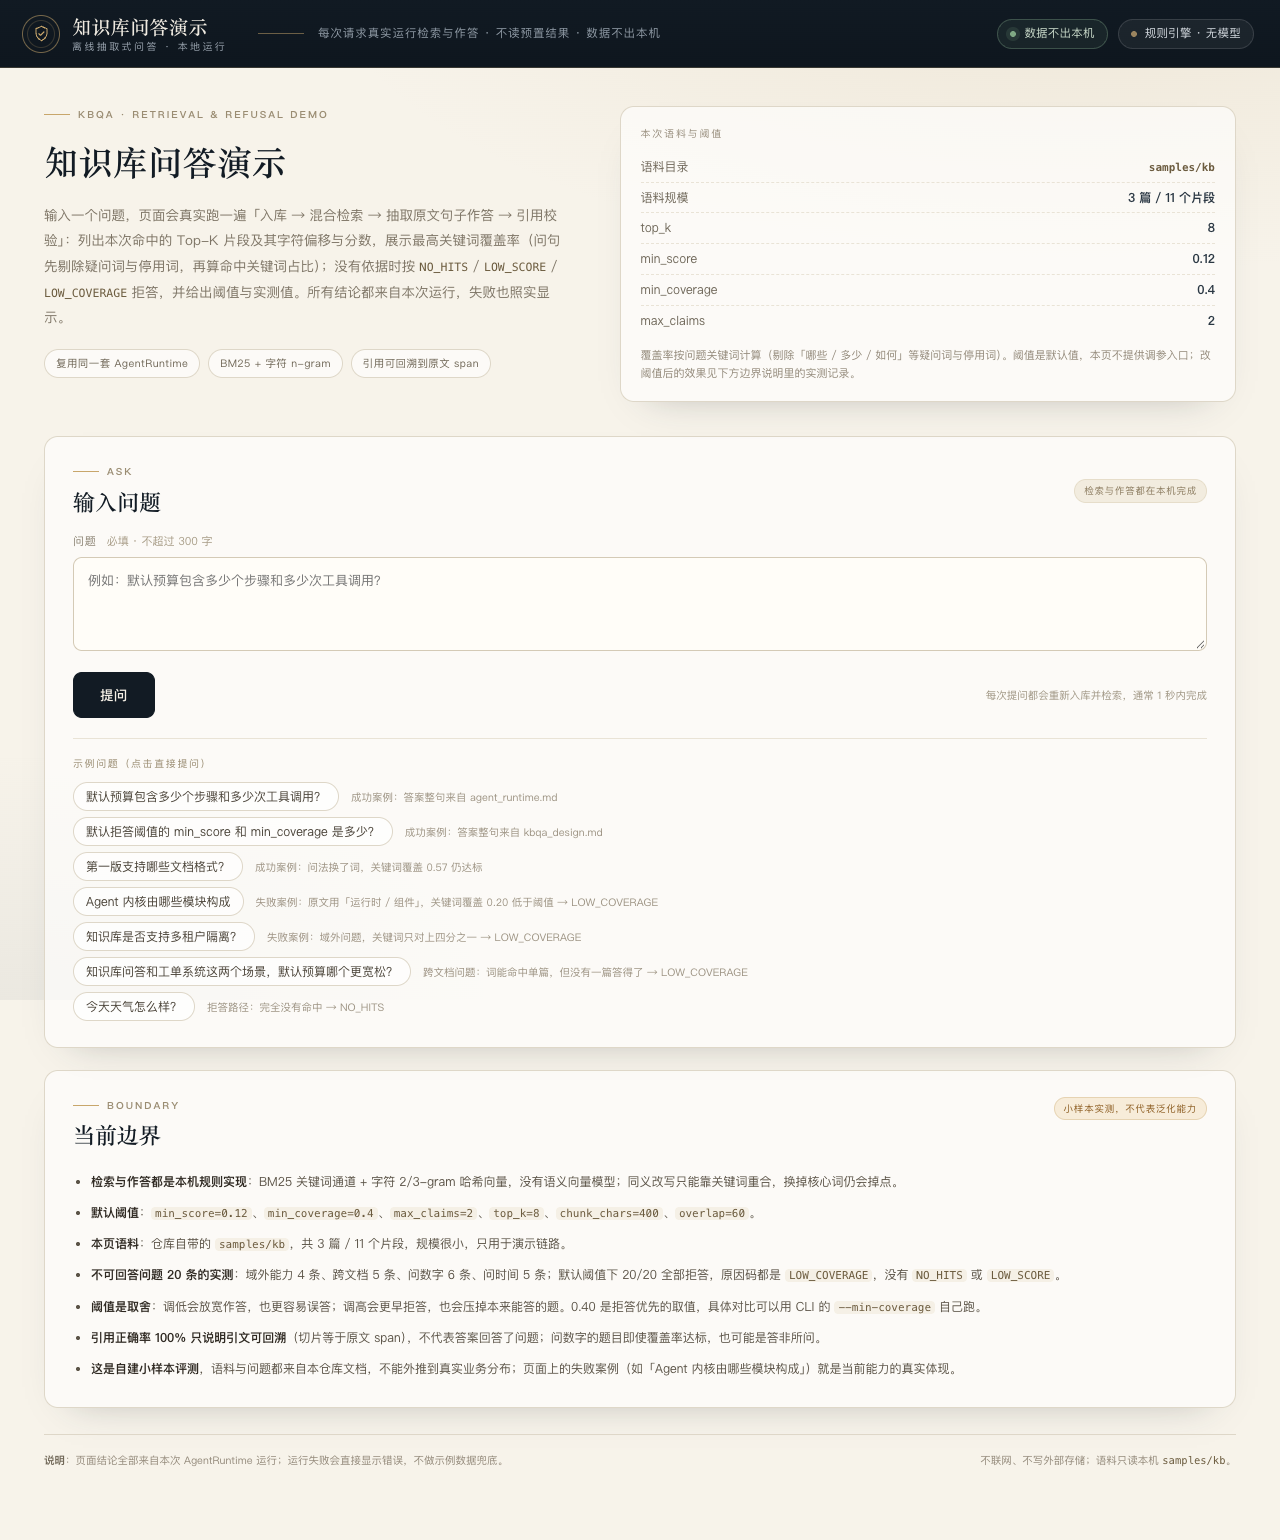 知识库问答演示
离线抽取式问答 · 本地运行
每次请求真实运行检索与作答 · 不读预置结果 · 数据不出本机
数据不出本机
规则引擎 · 无模型
KBQA · RETRIEVAL & REFUSAL DEMO
知识库问答演示
输入一个问题，页面会真实跑一遍「入库 → 混合检索 → 抽取原文句子作答 → 引用校
验」：列出本次命中的 Top-K 片段及其字符偏移与分数，展示最高关键词覆盖率（问句
先剔除疑问词与停用词，再算命中关键词占比）；没有依据时按 NO_HITS / LOW_SCORE /
LOW_COVERAGE 拒答，并给出阈值与实测值。所有结论都来自本次运行，失败也照实显
示。
复用同一套 AgentRuntime
BM25 + 字符 n-gram
引用可回溯到原文 span
本次语料与阈值
语料目录 samples/kb
语料规模 3 篇 / 11 个片段
top_k 8
min_score 0.12
min_coverage 0.4
max_claims 2
覆盖率按问题关键词计算（剔除「哪些 / 多少 / 如何」等疑问词与停用词）。阈值是默认值，本页不提供调参入口；改
阈值后的效果见下方边界说明里的实测记录。
ASK
输入问题
检索与作答都在本机完成
问题 必填 · 不超过 300 字
例如：默认预算包含多少个步骤和多少次工具调用？
提问
每次提问都会重新入库并检索，通常 1 秒内完成
示例问题（点击直接提问）
默认预算包含多少个步骤和多少次工具调用？ 成功案例：答案整句来自 agent_runtime.md
默认拒答阈值的 min_score 和 min_coverage 是多少？ 成功案例：答案整句来自 kbqa_design.md
第一版支持哪些文档格式？ 成功案例：问法换了词，关键词覆盖 0.57 仍达标
Agent 内核由哪些模块构成 失败案例：原文用「运行时 / 组件」，关键词覆盖 0.20 低于阈值 → LOW_COVERAGE
知识库是否支持多租户隔离？ 失败案例：域外问题，关键词只对上四分之一 → LOW_COVERAGE
知识库问答和工单系统这两个场景，默认预算哪个更宽松？ 跨文档问题：词能命中单篇，但没有一篇答得了 → LOW_COVERAGE
今天天气怎么样？ 拒答路径：完全没有命中 → NO_HITS
BOUNDARY
当前边界
小样本实测，不代表泛化能力
检索与作答都是本机规则实现：BM25 关键词通道 + 字符 2/3-gram 哈希向量，没有语义向量模型；同义改写只能靠关键词重合，换掉核心词仍会掉点。
默认阈值：min_score=0.12、min_coverage=0.4、max_claims=2、top_k=8、chunk_chars=400、overlap=60。
本页语料：仓库自带的 samples/kb，共 3 篇 / 11 个片段，规模很小，只用于演示链路。
不可回答问题 20 条的实测：域外能力 4 条、跨文档 5 条、问数字 6 条、问时间 5 条；默认阈值下 20/20 全部拒答，原因码都是 LOW_COVERAGE，没有 NO_HITS 或 LOW_SCORE。
阈值是取舍：调低会放宽作答，也更容易误答；调高会更早拒答，也会压掉本来能答的题。0.40 是拒答优先的取值，具体对比可以用 CLI 的 --min-coverage 自己跑。
引用正确率 100% 只说明引文可回溯（切片等于原文 span），不代表答案回答了问题；问数字的题目即使覆盖率达标，也可能是答非所问。
这是自建小样本评测，语料与问题都来自本仓库文档，不能外推到真实业务分布；页面上的失败案例（如「Agent 内核由哪些模块构成」）就是当前能力的真实体现。
说明：页面结论全部来自本次 AgentRuntime 运行；运行失败会直接显示错误，不做示例数据兜底。
不联网、不写外部存储；语料只读本机 samples/kb。